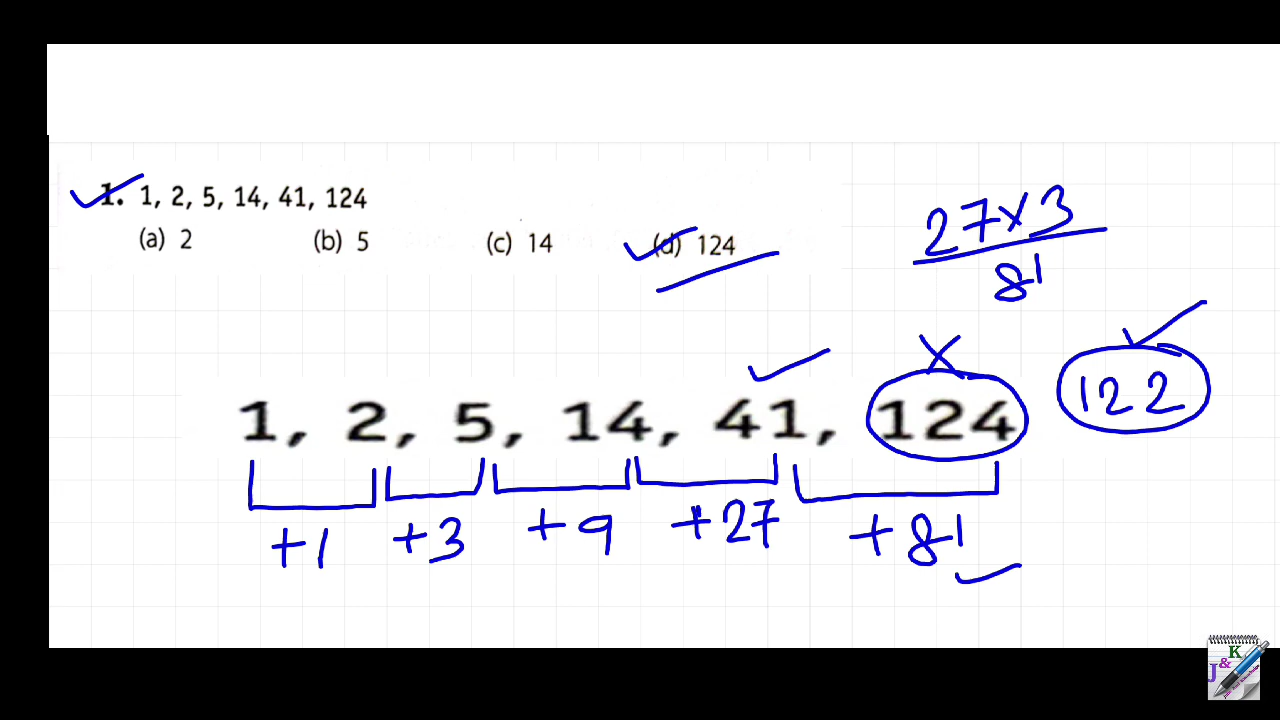 1. 1, 2, 5, 14, 41, 124
(a) 2 (b) 5 (c) 14 (d) 124
27×3
81
1, 2, 5, 14, 41, 124 122
+1 +3 +9 +27 +81
J&K